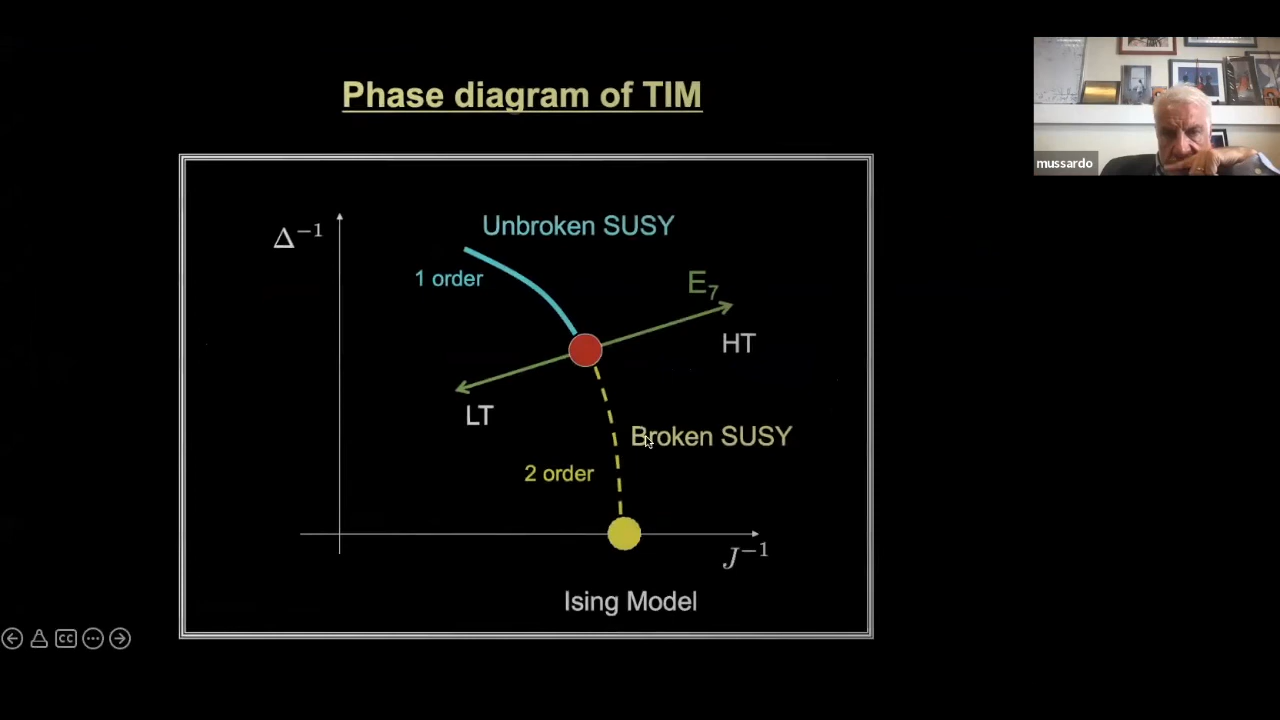 Phase diagram of TIM
mussardo
Δ⁻¹
Unbroken SUSY
1 order
E₇
HT
LT
Broken SUSY
2 order
J⁻¹
Ising Model
CC